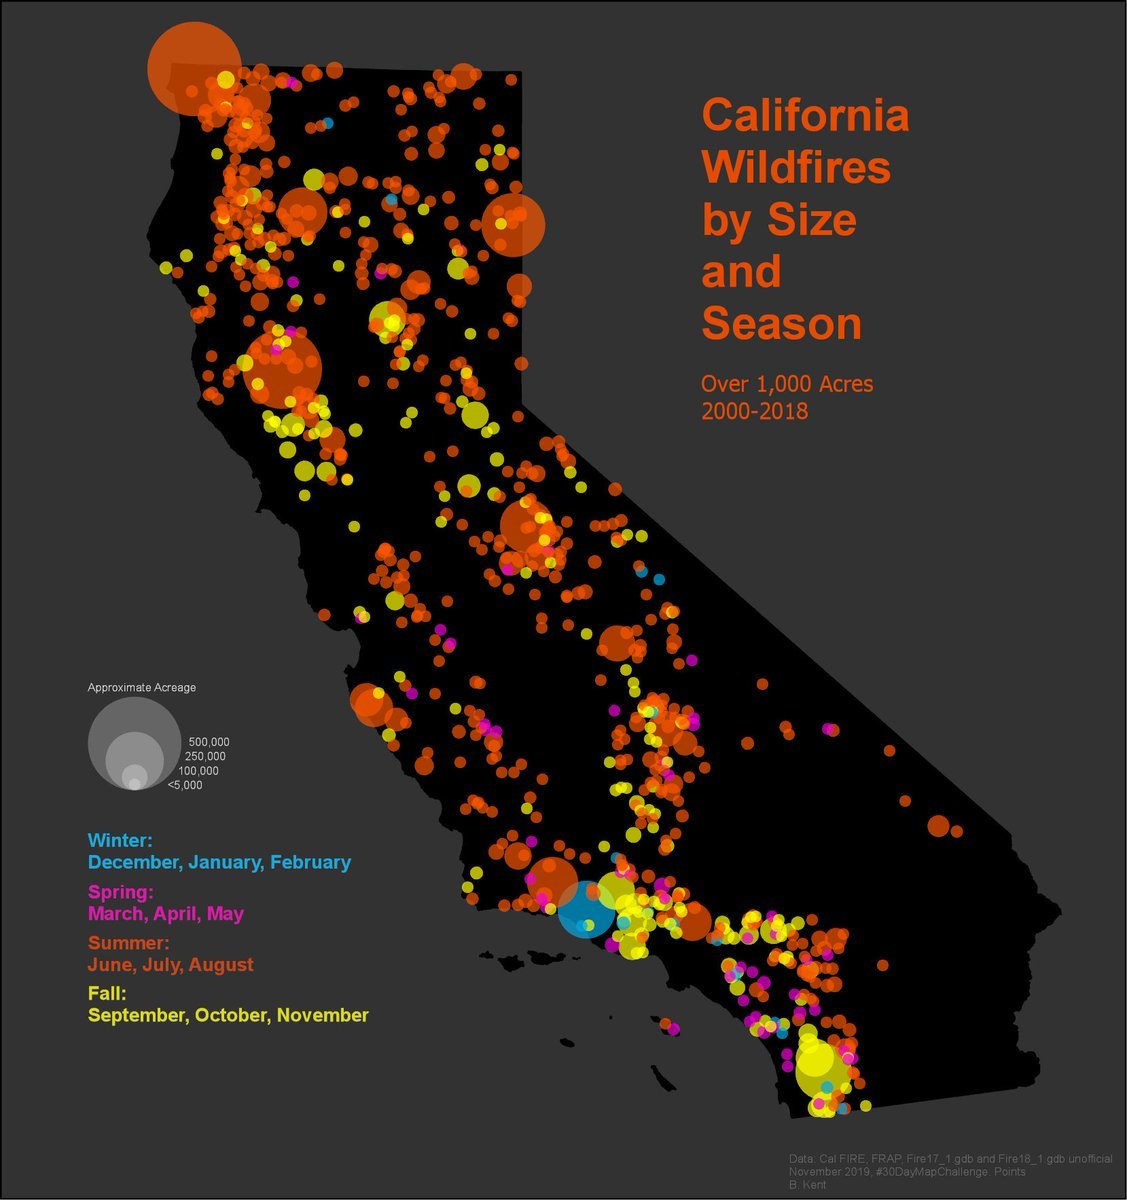 California
Wildfires
by Size
and
Season
Over 1,000 Acres
2000-2018
Approximate Acreage
500,000
250,000
100,000
<5,000
Winter:
December, January, February
Spring:
March, April, May
Summer:
June, July, August
Fall:
September, October, November
Data: Cal FIRE, FRAP, Fire17_1.gdb and Fire18_1.gdb unofficial
November 2019, #30DayMapChallenge. Points
B. Kent